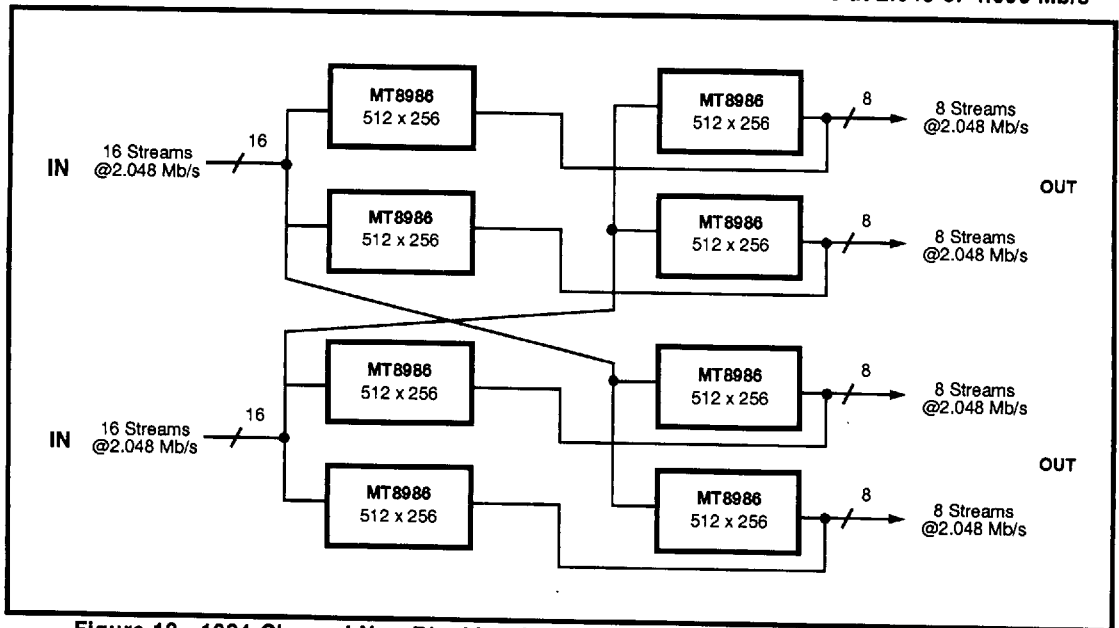 MT8986
512 x 256
MT8986
512 x 256
8
8 Streams
@2.048 Mb/s
IN
16 Streams
@2.048 Mb/s
16
OUT
MT8986
512 x 256
MT8986
512 x 256
8
8 Streams
@2.048 Mb/s
MT8986
512 x 256
MT8986
512 x 256
8
8 Streams
@2.048 Mb/s
IN
16 Streams
@2.048 Mb/s
16
OUT
MT8986
512 x 256
MT8986
512 x 256
8
8 Streams
@2.048 Mb/s